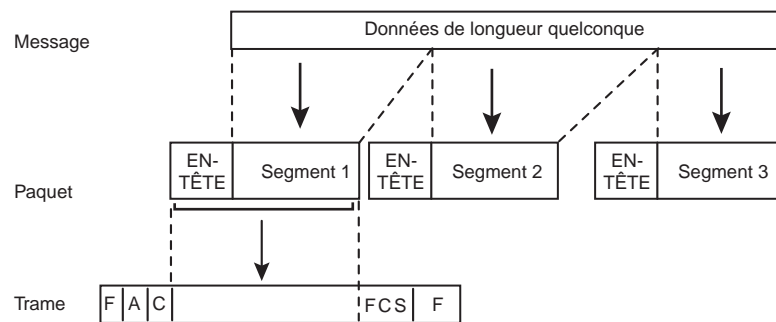 Message
Données de longueur quelconque
EN-
TÊTE
Segment 1
EN-
TÊTE
Segment 2
EN-
TÊTE
Segment 3
Paquet
Trame
F A C
FCS
F